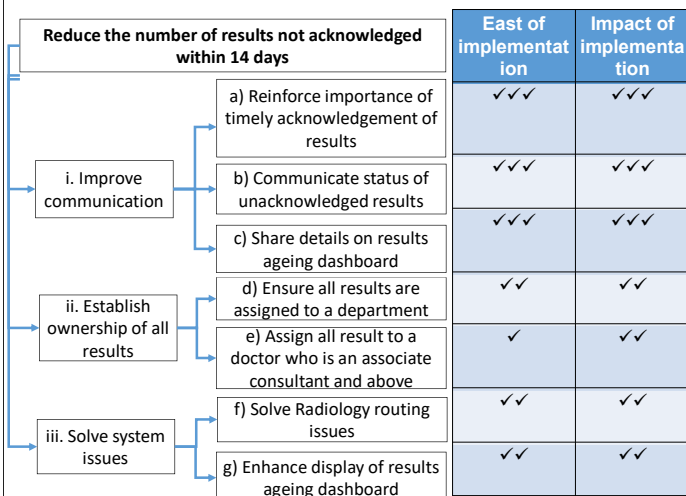 Reduce the number of results not acknowledged
within 14 days
East of
implementat
ion
Impact of
implementa
tion
i. Improve
communication
a) Reinforce importance of
timely acknowledgement of
results
✓✓✓
✓✓✓
b) Communicate status of
unacknowledged results
✓✓✓
✓✓✓
c) Share details on results
ageing dashboard
✓✓✓
✓✓✓
ii. Establish
ownership of all
results
d) Ensure all results are
assigned to a department
✓✓
✓✓
e) Assign all result to a
doctor who is an associate
consultant and above
✓
✓✓
iii. Solve system
issues
f) Solve Radiology routing
issues
✓✓
✓✓
g) Enhance display of results
ageing dashboard
✓✓
✓✓